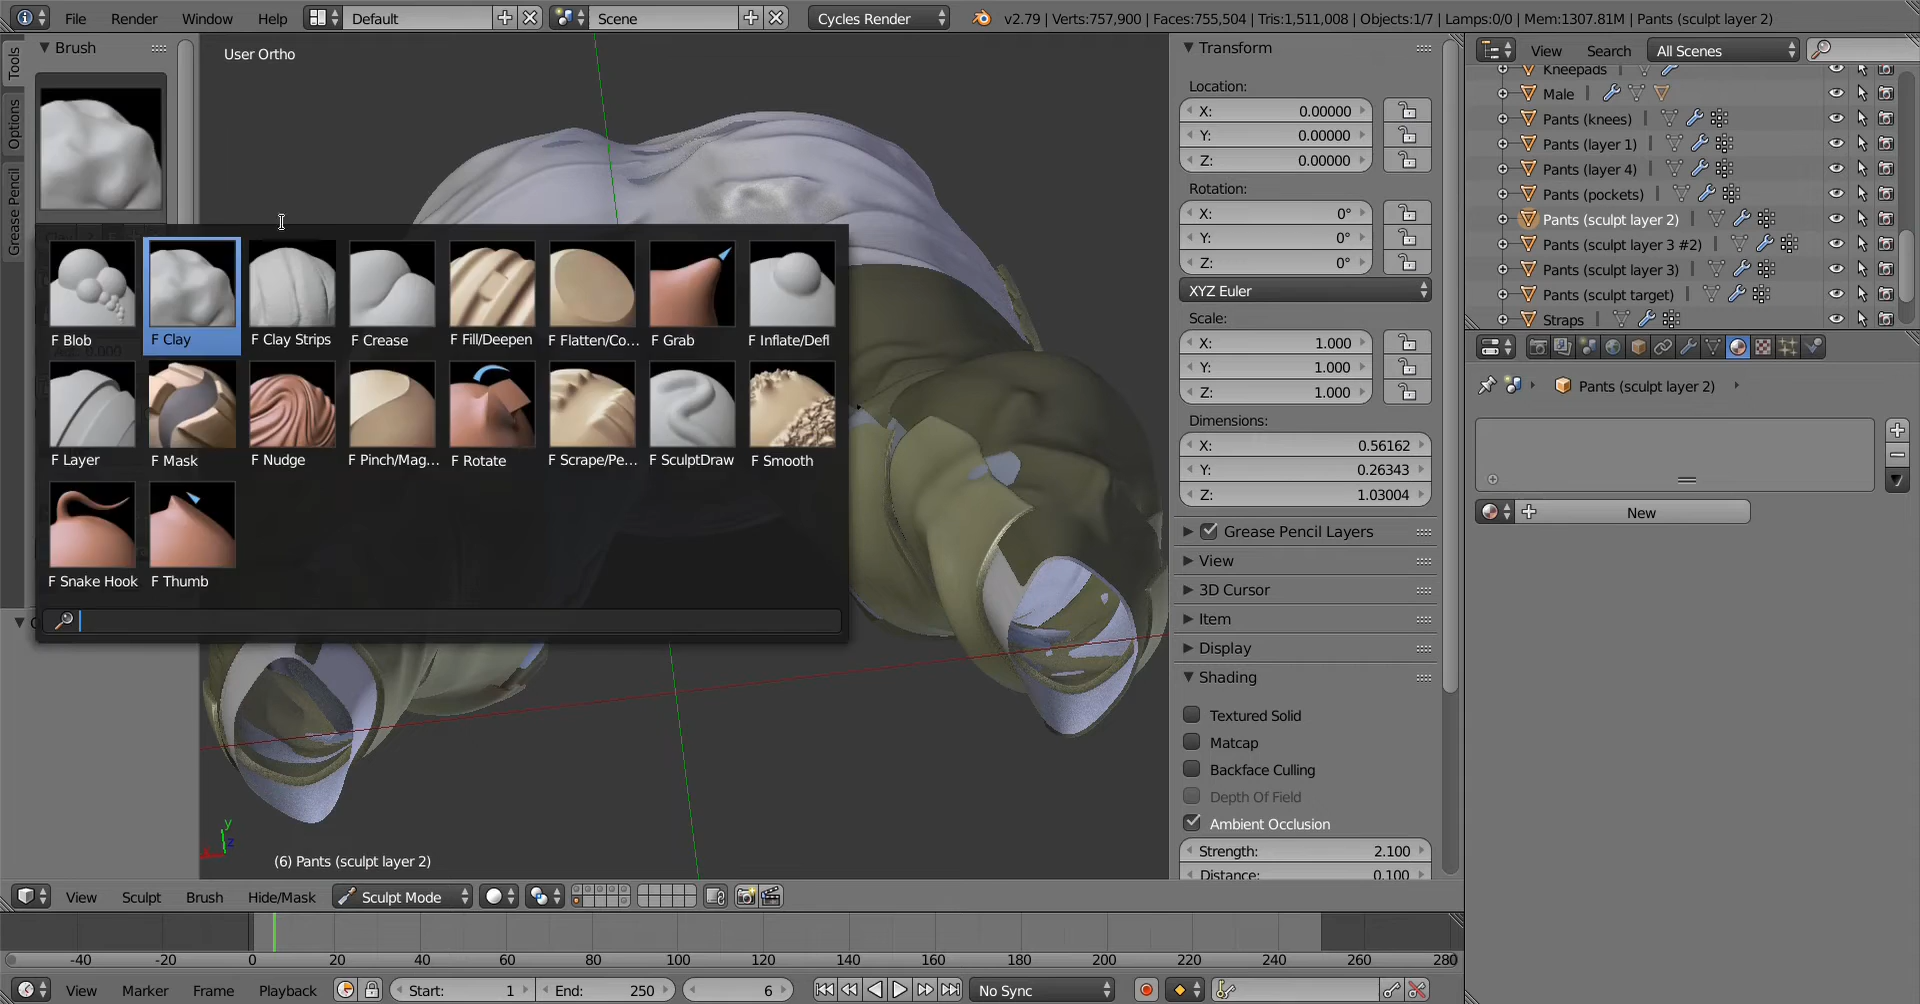 File Render Window Help Default Scene Cycles Render v2.79 | Verts:757,900 | Faces:755,504 | Tris:1,511,008 | Objects:1/7 | Lamps:0/0 | Mem:1307.81M | Pants (sculpt layer 2)
Tools
Options
Grease Pencil
Brush
User Ortho
F Blob
F Clay
F Clay Strips
F Crease
F Fill/Deepen
F Flatten/Co...
F Grab
F Inflate/Defl
F Layer
F Mask
F Nudge
F Pinch/Mag...
F Rotate
F Scrape/Pe...
F SculptDraw
F Smooth
F Snake Hook
F Thumb
y
z
x
(6) Pants (sculpt layer 2)
Transform
Location:
X: 0.00000
Y: 0.00000
Z: 0.00000
Rotation:
X: 0°
Y: 0°
Z: 0°
XYZ Euler
Scale:
X: 1.000
Y: 1.000
Z: 1.000
Dimensions:
X: 0.56162
Y: 0.26343
Z: 1.03004
Grease Pencil Layers
View
3D Cursor
Item
Display
Shading
Textured Solid
Matcap
Backface Culling
Depth Of Field
Ambient Occlusion
Strength: 2.100
Distance: 0.100
View Search All Scenes
Kneepads
Male
Pants (knees)
Pants (layer 1)
Pants (layer 4)
Pants (pockets)
Pants (sculpt layer 2)
Pants (sculpt layer 3 #2)
Pants (sculpt layer 3)
Pants (sculpt target)
Straps
Pants (sculpt layer 2)
New
View Sculpt Brush Hide/Mask Sculpt Mode
-40 -20 0 20 40 60 80 100 120 140 160 180 200 220 240 260 280
View Marker Frame Playback Start: 1 End: 250 6 No Sync